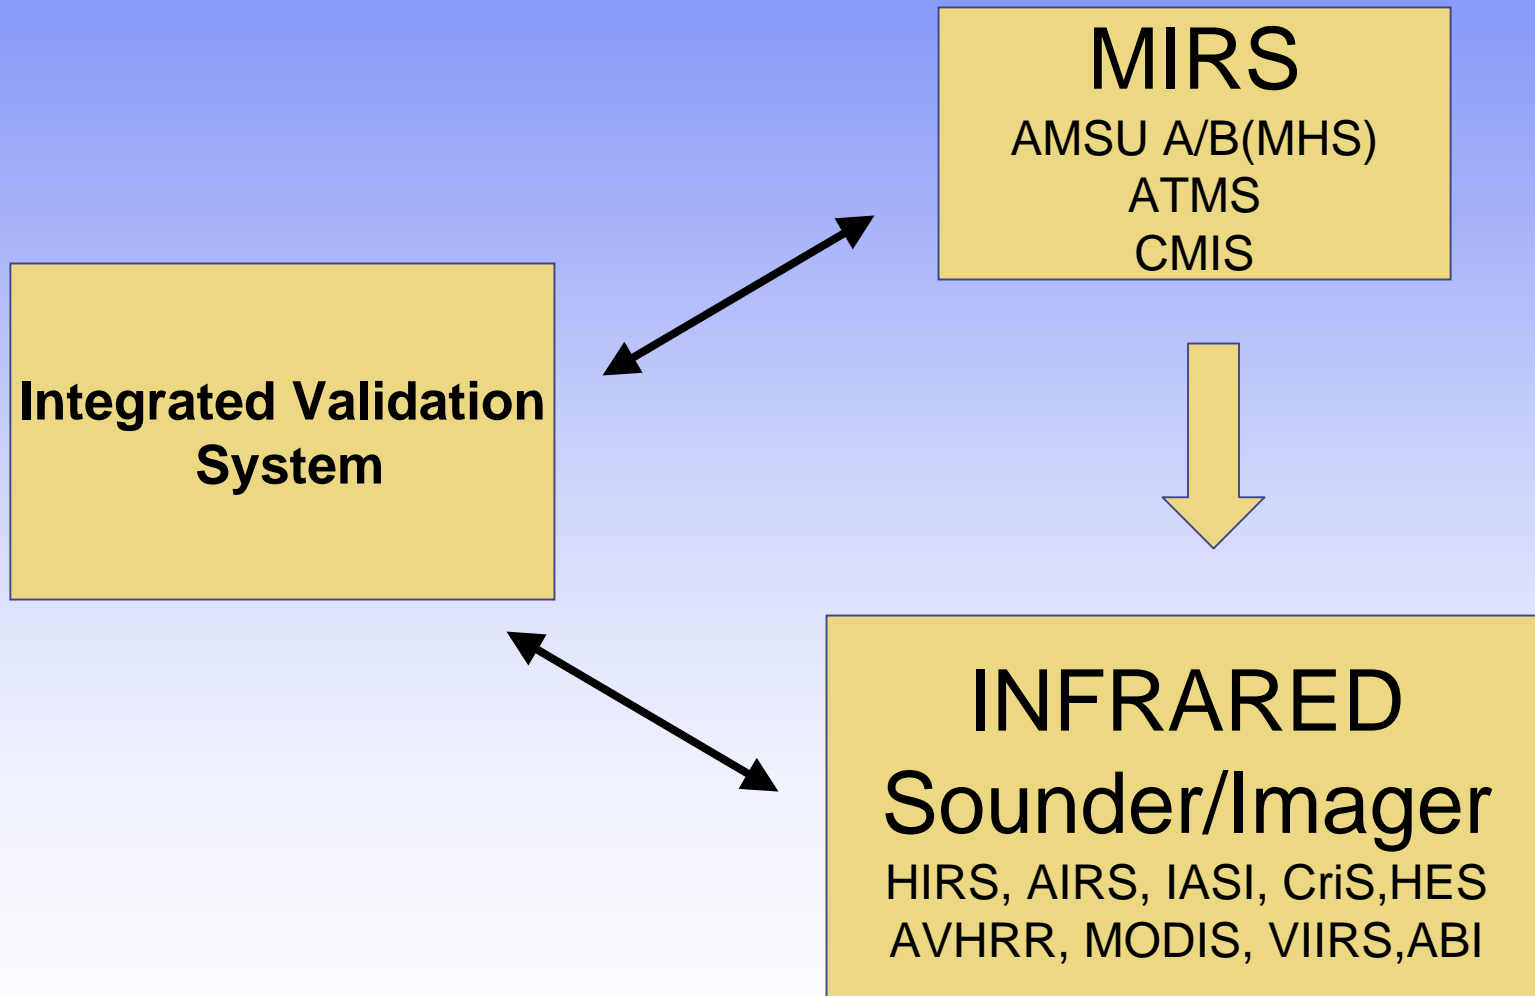 MIRS
AMSU A/B(MHS)
ATMS
CMIS
Integrated Validation
System
INFRARED
Sounder/Imager
HIRS, AIRS, IASI, CriS,HES
AVHRR, MODIS, VIIRS,ABI